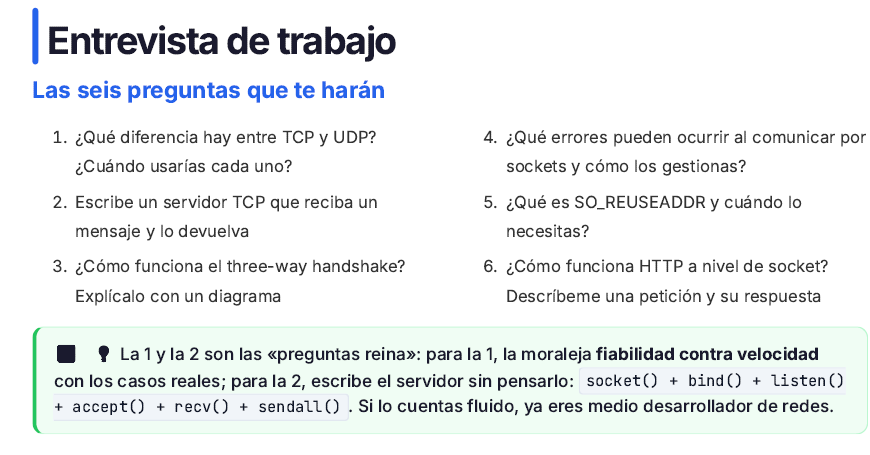 Entrevista de trabajo
Las seis preguntas que te harán
1. ¿Qué diferencia hay entre TCP y UDP?
¿Cuándo usarías cada uno?
2. Escribe un servidor TCP que reciba un
mensaje y lo devuelva
3. ¿Cómo funciona el three-way handshake?
Explícalo con un diagrama
4. ¿Qué errores pueden ocurrir al comunicar por
sockets y cómo los gestionas?
5. ¿Qué es SO_REUSEADDR y cuándo lo
necesitas?
6. ¿Cómo funciona HTTP a nivel de socket?
Descríbeme una petición y su respuesta
La 1 y la 2 son las «preguntas reina»: para la 1, la moraleja fiabilidad contra velocidad
con los casos reales; para la 2, escribe el servidor sin pensarlo: socket() + bind() + listen()
+ accept() + recv() + sendall() . Si lo cuentas fluido, ya eres medio desarrollador de redes.